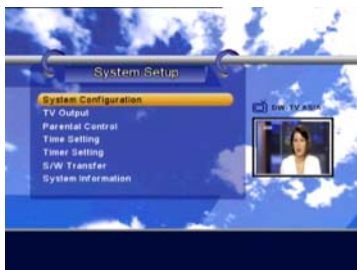 System Setup
System Configuration
TV Output
Parental Control
Time Setting
Timer Setting
S/W Transfer
System Information
DW-TV ASIA